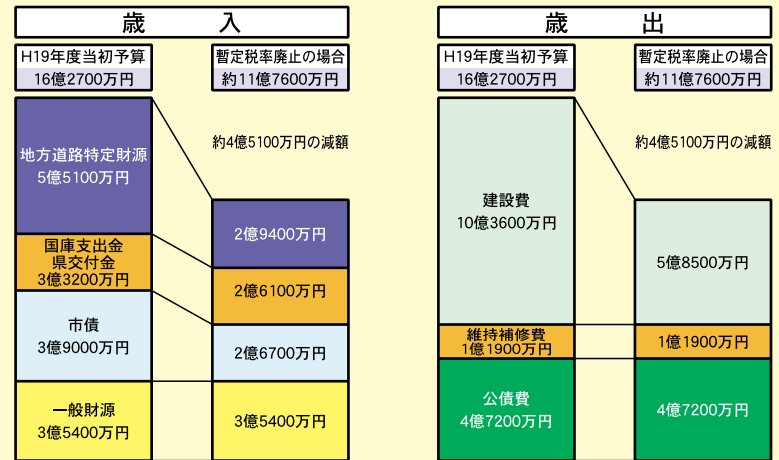 歳入
H19年度当初予算
16億2700万円
暫定税率廃止の場合
約11億7600万円
約4億5100万円の減額
地方道路特定財源
5億5100万円
2億9400万円
国庫支出金
県交付金
3億3200万円
2億6100万円
市債
3億9000万円
2億6700万円
一般財源
3億5400万円
3億5400万円
歳出
H19年度当初予算
16億2700万円
暫定税率廃止の場合
約11億7600万円
約4億5100万円の減額
建設費
10億3600万円
5億8500万円
維持補修費
1億1900万円
1億1900万円
公債費
4億7200万円
4億7200万円